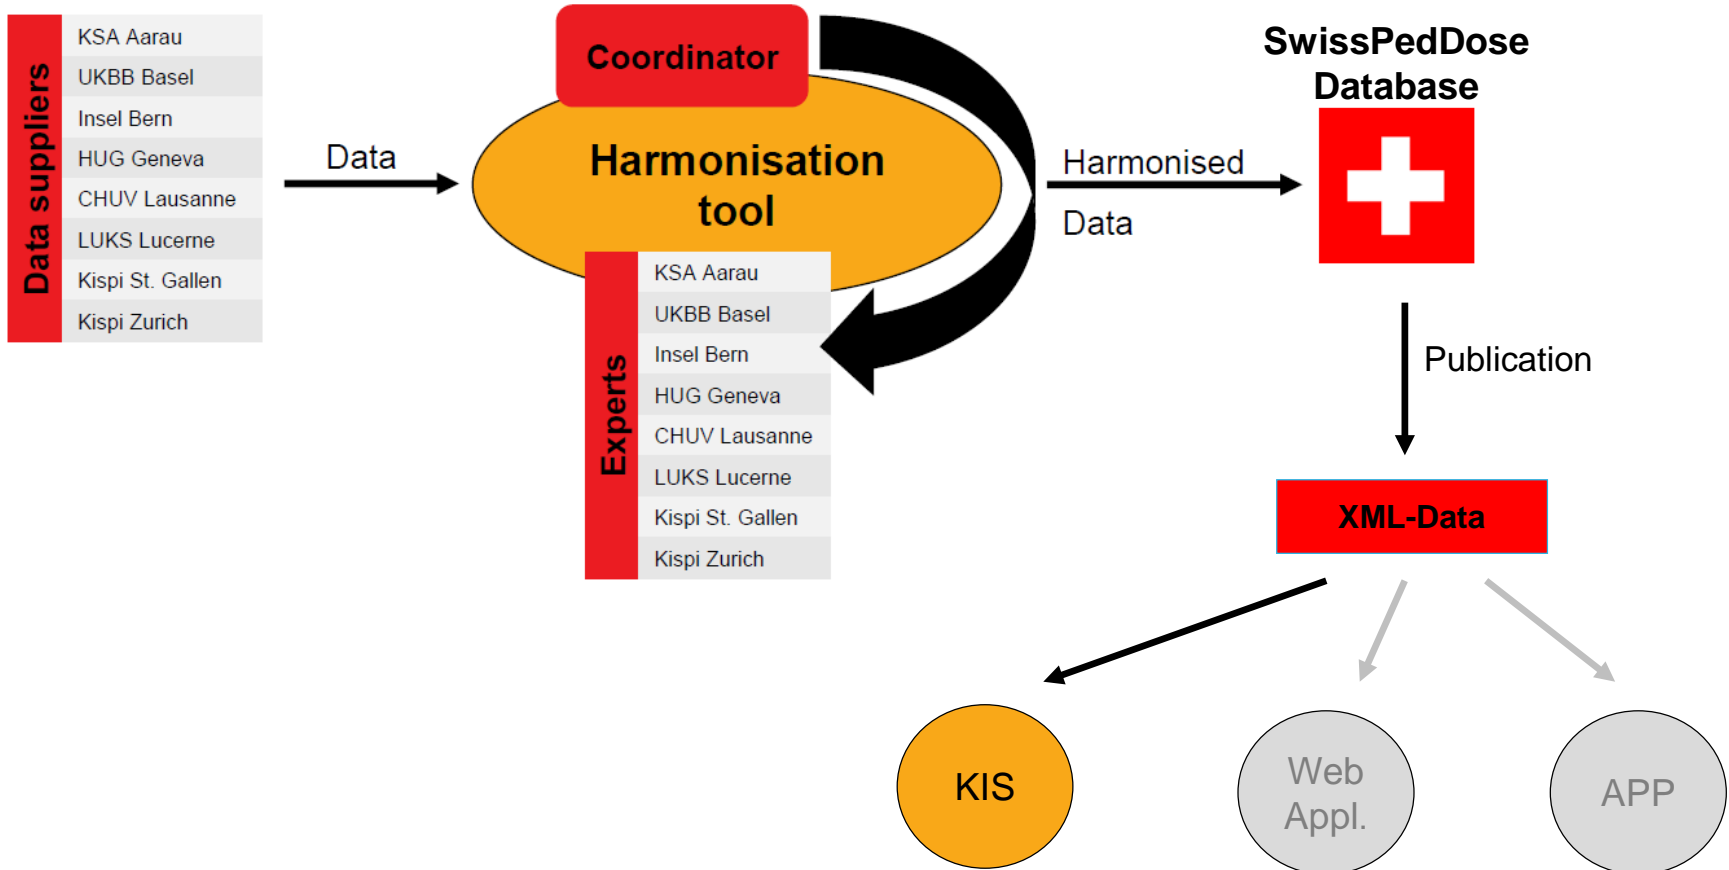 Data suppliers
KSA Aarau
UKBB Basel
Insel Bern
HUG Geneva
CHUV Lausanne
LUKS Lucerne
Kispi St. Gallen
Kispi Zurich
Data
Coordinator
Harmonisation
tool
Experts
KSA Aarau
UKBB Basel
Insel Bern
HUG Geneva
CHUV Lausanne
LUKS Lucerne
Kispi St. Gallen
Kispi Zurich
Harmonised
Data
SwissPedDose
Database
Publication
XML-Data
KIS
Web
Appl.
APP